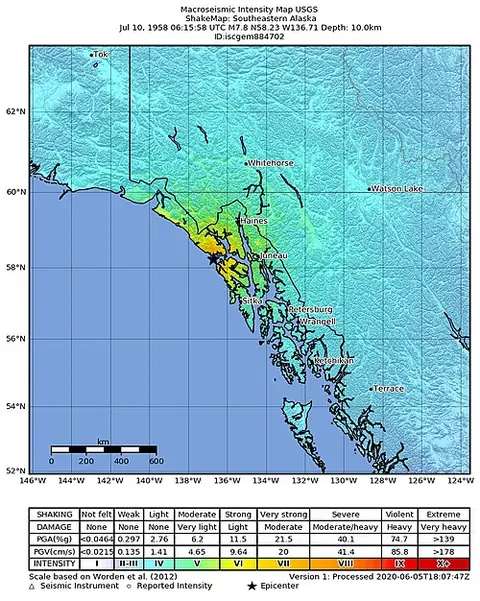 Macroseismic Intensity Map USGS
ShakeMap: Southeastern Alaska
Jul 10, 1958 06:15:58 UTC M7.8 N58.23 W136.71 Depth: 10.0km
ID:iscgem884702
Tok
62°N
Whitehorse
60°N
Watson Lake
Haines
Juneau
58°N
Sitka
Petersburg
Wrangell
56°N
Ketchikan
Terrace
54°N
km
0 200 400 600
52°N
146°W 144°W 142°W 140°W 138°W 136°W 134°W 132°W 130°W 128°W 126°W 124°W
SHAKING Not felt Weak Light Moderate Strong Very strong Severe Violent Extreme
DAMAGE None None None Very light Light Moderate Moderate/heavy Heavy Very heavy
PGA(%g) <0.0464 0.297 2.76 6.2 11.5 21.5 40.1 74.7 >139
PGV(cm/s) <0.0215 0.135 1.41 4.65 9.64 20 41.4 85.8 >178
INTENSITY I II-III IV V VI VII VIII IX X+
Scale based on Worden et al. (2012) Version 1: Processed 2020-06-05T18:07:47Z
△ Seismic Instrument ○ Reported Intensity ★ Epicenter